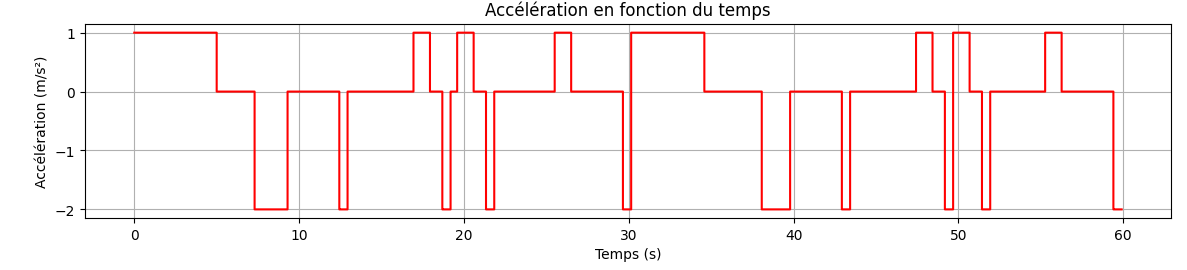 Accélération en fonction du temps
Accélération (m/s²)
1
0
−1
−2
0 10 20 30 40 50 60
Temps (s)